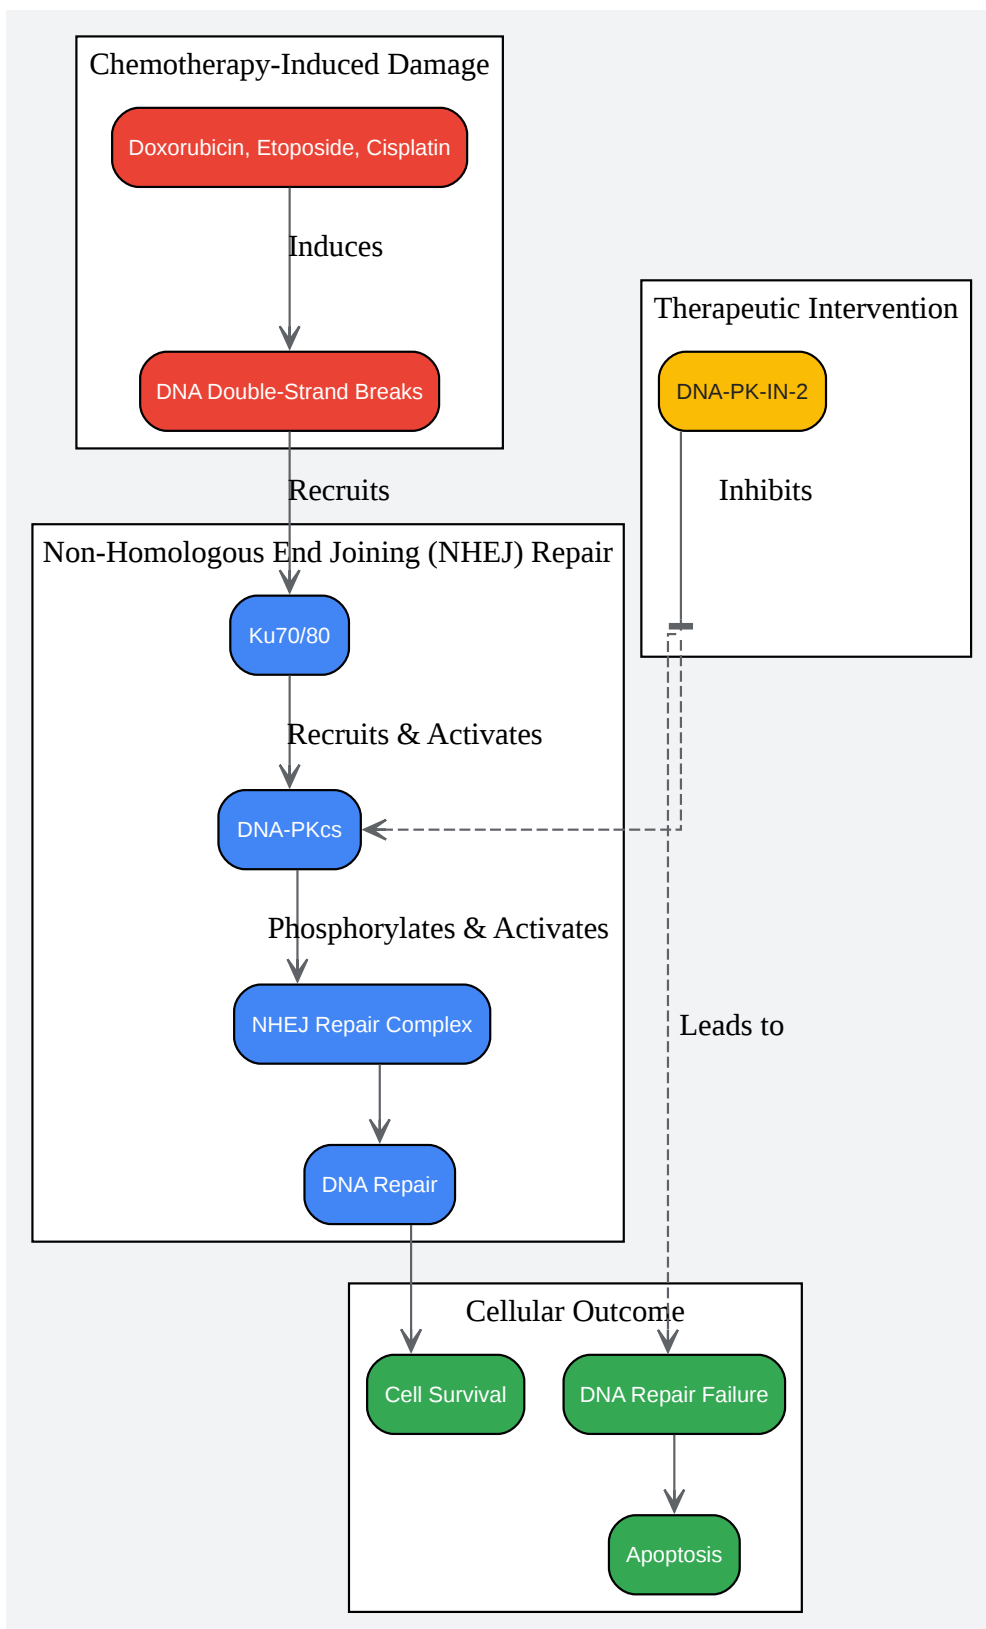 Chemotherapy-Induced Damage
Doxorubicin, Etoposide, Cisplatin
Induces
Therapeutic Intervention
DNA Double-Strand Breaks
DNA-PK-IN-2
Recruits
Inhibits
Non-Homologous End Joining (NHEJ) Repair
Ku70/80
Recruits & Activates
DNA-PKcs
Phosphorylates & Activates
NHEJ Repair Complex
Leads to
DNA Repair
Cellular Outcome
Cell Survival
DNA Repair Failure
Apoptosis